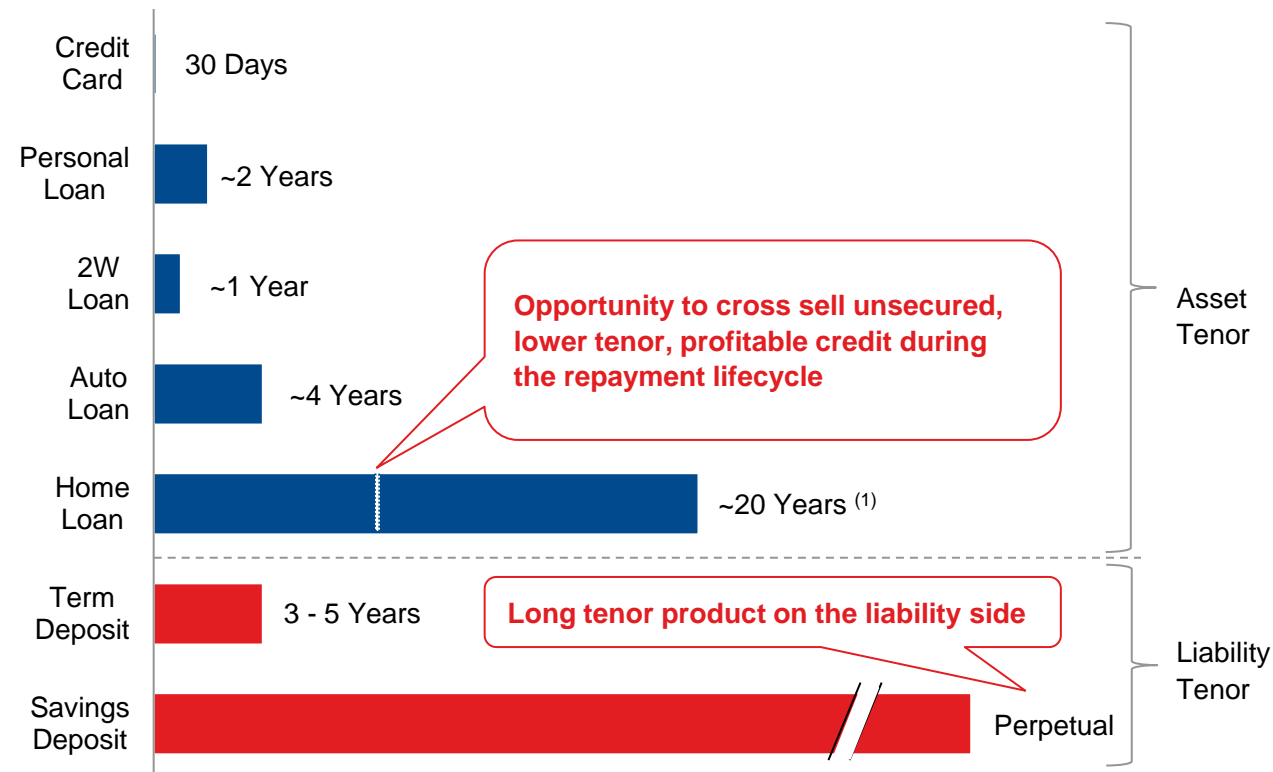 Credit
Card
30 Days
Personal
Loan
~2 Years
2W
Loan
~1 Year
Opportunity to cross sell unsecured,
lower tenor, profitable credit during
the repayment lifecycle
Asset
Tenor
Auto
Loan
~4 Years
Home
Loan
~20 Years (1)
Term
Deposit
3 - 5 Years
Long tenor product on the liability side
Liability
Tenor
Savings
Deposit
Perpetual